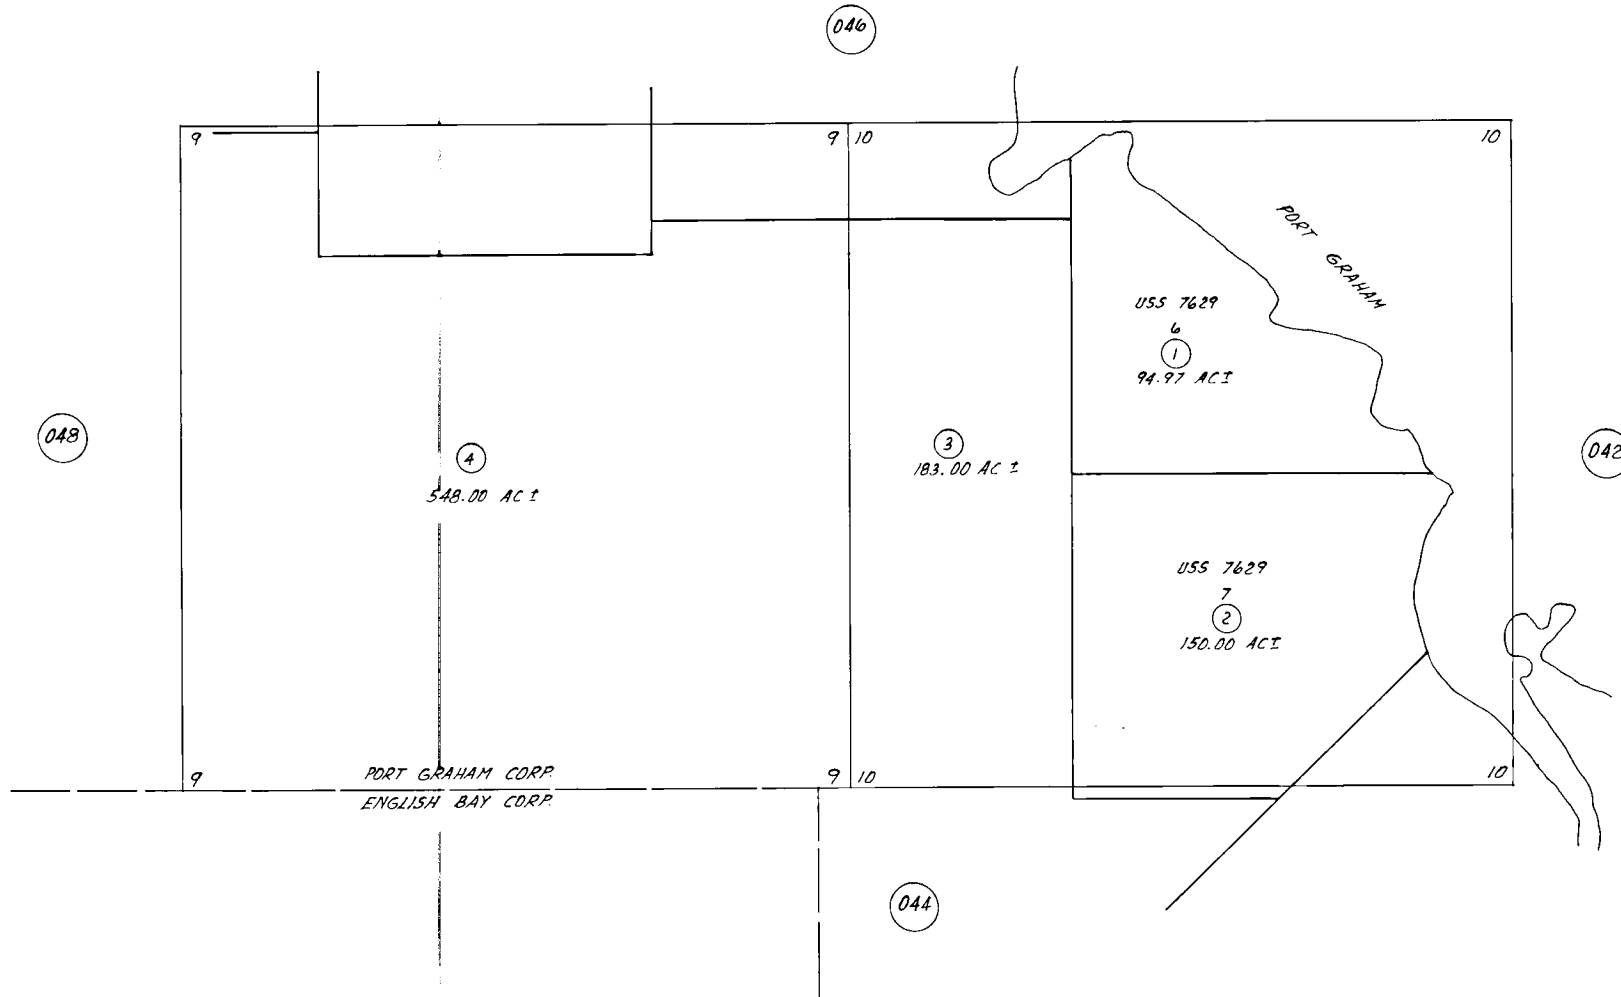 046
9
9 10
10
PORT
GRAHAM
USS 7629
6
1
94.97 AC±
048
4
548.00 AC ±
3
183.00 AC ±
042
USS 7629
7
2
150.00 AC±
9
PORT GRAHAM CORP.
9 10
10
ENGLISH BAY CORP.
044